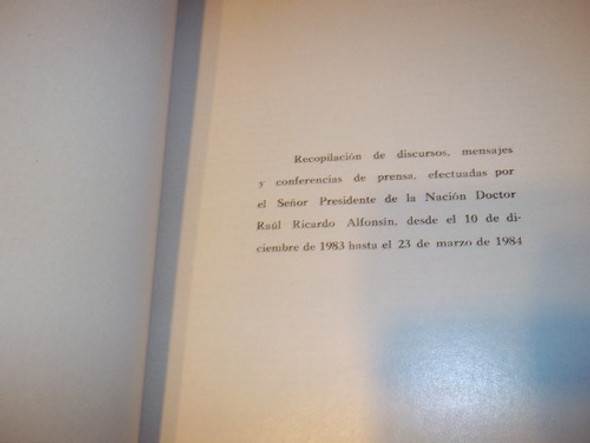 Recopilación de discursos, mensajes
y conferencias de prensa, efectuadas por
el Señor Presidente de la Nación Doctor
Raúl Ricardo Alfonsín, desde el 10 de di-
ciembre de 1983 hasta el 23 de marzo de 1984